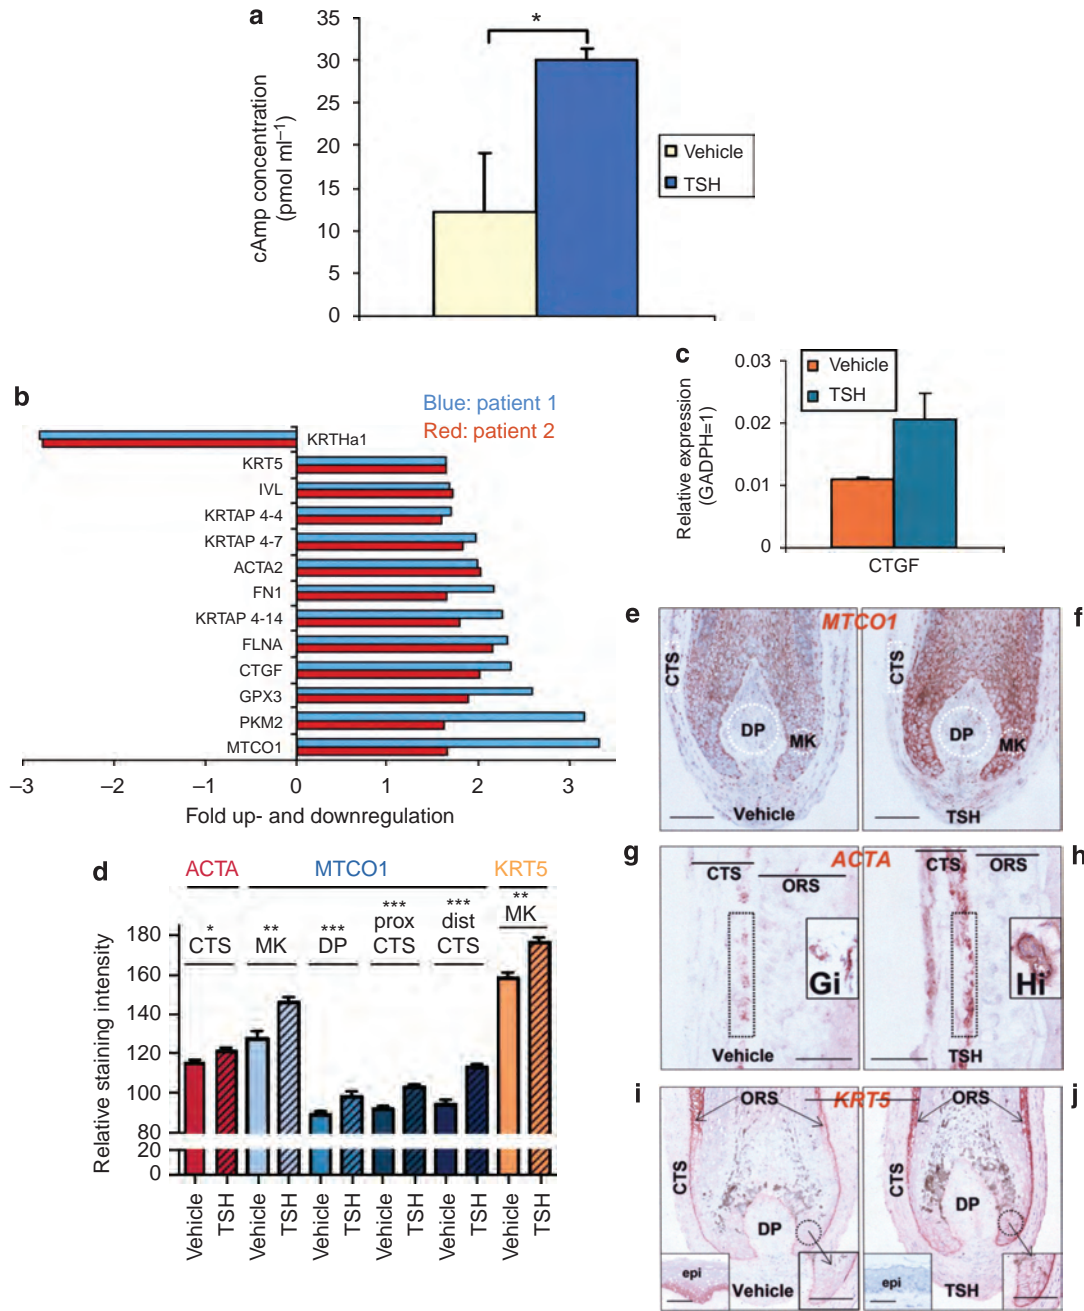 a
35
30
25
20
15
10
5
0
cAmp concentration
(pmol ml−1)
*
Vehicle
TSH
b
Blue: patient 1
Red: patient 2
KRTHa1
KRT5
IVL
KRTAP 4-4
KRTAP 4-7
ACTA2
FN1
KRTAP 4-14
FLNA
CTGF
GPX3
PKM2
MTCO1
−3 −2 −1 0 1 2 3
Fold up- and downregulation
c
Vehicle
TSH
0.03
0.02
0.01
0
Relative expression
(GADPH=1)
CTGF
d
ACTA MTCO1 KRT5
* CTS
** MK
*** DP
*** prox CTS
*** dist CTS
** MK
180
160
140
120
100
80
20
0
Relative staining intensity
Vehicle TSH Vehicle TSH Vehicle TSH Vehicle TSH Vehicle TSH Vehicle TSH
e MTCO1 f
CTS CTS
DP MK DP MK
Vehicle TSH
g ACTA h
CTS ORS CTS ORS
Gi Hi
Vehicle TSH
i ORS KRT5 ORS j
CTS CTS
DP DP
epi Vehicle epi TSH